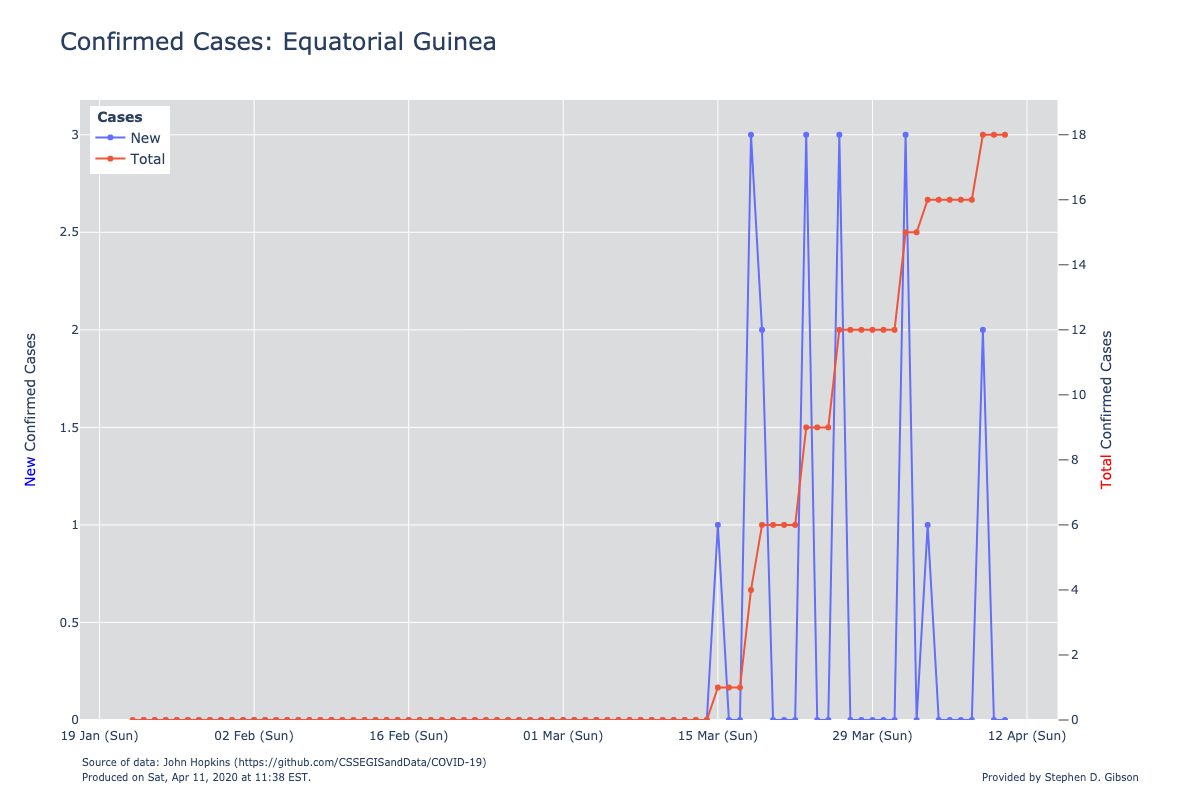 Confirmed Cases: Equatorial Guinea
Cases
New
Total
3
2.5
2
1.5
1
0.5
0
18
16
14
12
10
8
6
4
2
0
New Confirmed Cases
Total Confirmed Cases
19 Jan (Sun) 02 Feb (Sun) 16 Feb (Sun) 01 Mar (Sun) 15 Mar (Sun) 29 Mar (Sun) 12 Apr (Sun)
Source of data: John Hopkins (https://github.com/CSSEGISandData/COVID-19)
Produced on Sat, Apr 11, 2020 at 11:38 EST.
Provided by Stephen D. Gibson